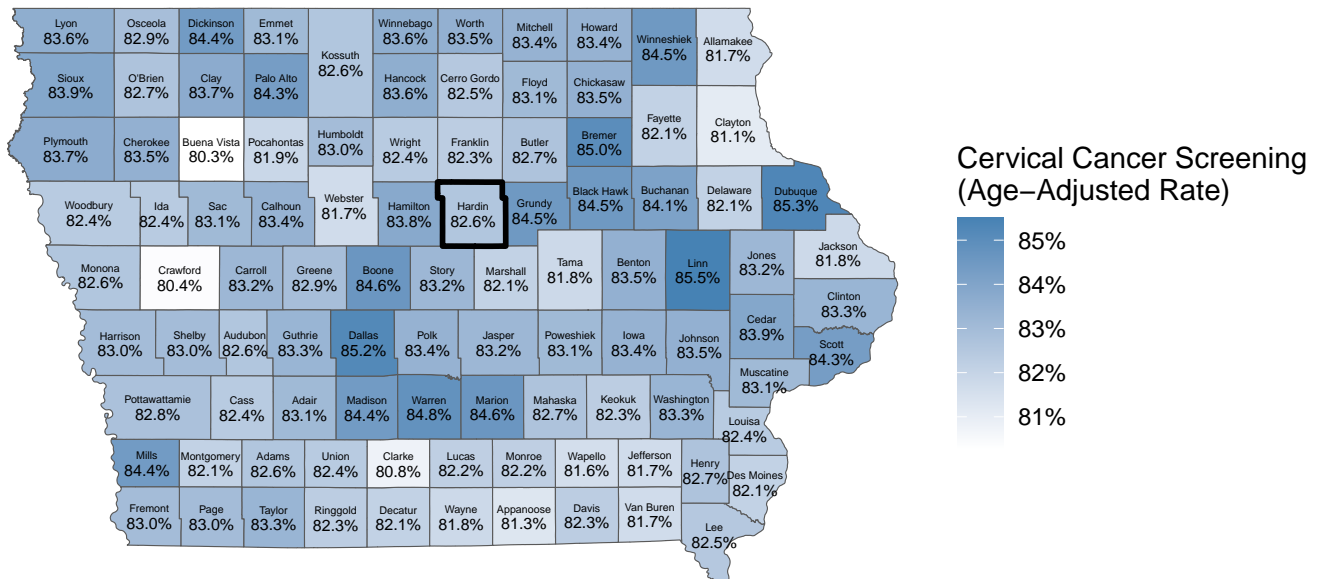 Lyon
83.6%
Osceola
82.9%
Dickinson
84.4%
Emmet
83.1%
Kossuth
82.6%
Winnebago
83.6%
Worth
83.5%
Mitchell
83.4%
Howard
83.4%
Winneshiek
84.5%
Allamakee
81.7%
Sioux
83.9%
O'Brien
82.7%
Clay
83.7%
Palo Alto
84.3%
Hancock
83.6%
Cerro Gordo
82.5%
Floyd
83.1%
Chickasaw
83.5%
Fayette
82.1%
Clayton
81.1%
Plymouth
83.7%
Cherokee
83.5%
Buena Vista
80.3%
Pocahontas
81.9%
Humboldt
83.0%
Wright
82.4%
Franklin
82.3%
Butler
82.7%
Bremer
85.0%
Woodbury
82.4%
Ida
82.4%
Sac
83.1%
Calhoun
83.4%
Webster
81.7%
Hamilton
83.8%
Hardin
82.6%
Grundy
84.5%
Black Hawk
84.5%
Buchanan
84.1%
Delaware
82.1%
Dubuque
85.3%
Monona
82.6%
Crawford
80.4%
Carroll
83.2%
Greene
82.9%
Boone
84.6%
Story
83.2%
Marshall
82.1%
Tama
81.8%
Benton
83.5%
Linn
85.5%
Jones
83.2%
Jackson
81.8%
Clinton
83.3%
Harrison
83.0%
Shelby
83.0%
Audubon
82.6%
Guthrie
83.3%
Dallas
85.2%
Polk
83.4%
Jasper
83.2%
Poweshiek
83.1%
Iowa
83.4%
Johnson
83.5%
Cedar
83.9%
Scott
84.3%
Muscatine
83.1%
Pottawattamie
82.8%
Cass
82.4%
Adair
83.1%
Madison
84.4%
Warren
84.8%
Marion
84.6%
Mahaska
82.7%
Keokuk
82.3%
Washington
83.3%
Louisa
82.4%
Mills
84.4%
Montgomery
82.1%
Adams
82.6%
Union
82.4%
Clarke
80.8%
Lucas
82.2%
Monroe
82.2%
Wapello
81.6%
Jefferson
81.7%
Henry
82.7%
Des Moines
82.1%
Fremont
83.0%
Page
83.0%
Taylor
83.3%
Ringgold
82.3%
Decatur
82.1%
Wayne
81.8%
Appanoose
81.3%
Davis
82.3%
Van Buren
81.7%
Lee
82.5%
Cervical Cancer Screening
(Age−Adjusted Rate)
85%
84%
83%
82%
81%